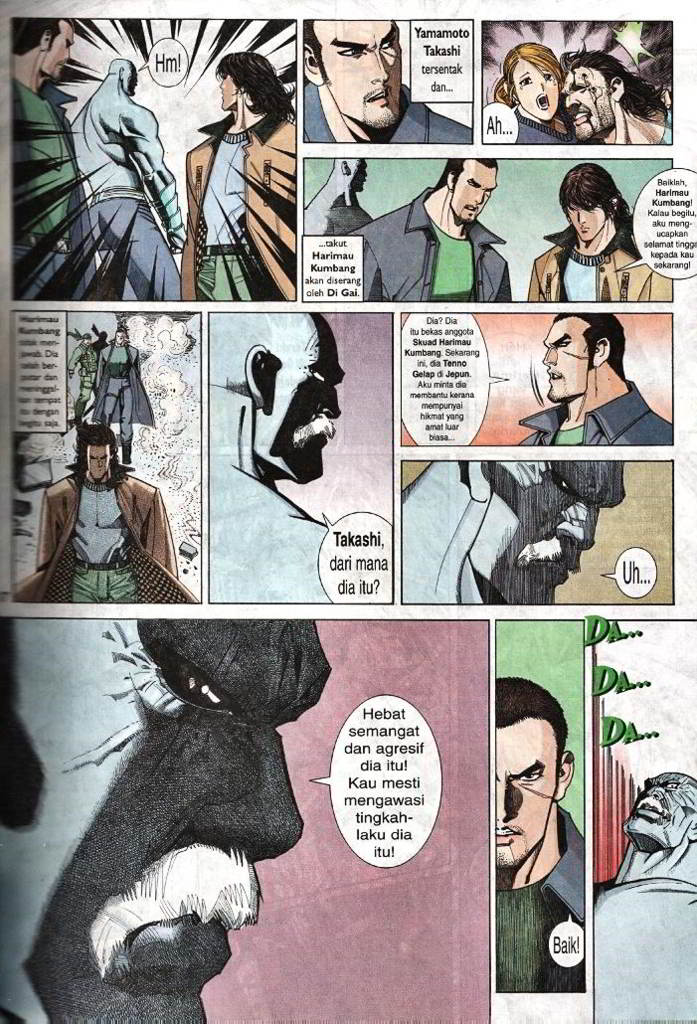 Hm!
Yamamoto
Takashi
tersentak
dan...
Ah...
...takut
Harimau
Kumbang
akan diserang
oleh Di Gai.
Baiklah,
Harimau
Kumbang!
Kalau begitu,
aku meng-
ucapkan
selamat tinggal
kepada kau
sekarang!
Harimau
Kumbang
tidak men-
jawab. Dia
telah ber-
putar dan
meninggal-
kan tempat
itu dengan
begitu saja.
Takashi,
dari mana
dia itu?
Dia? Dia
itu bekas anggota
Skuad Harimau
Kumbang. Sekarang
ini, dia Tenno
Gelap di Jepun.
Aku minta dia
membantu kerana
mempunyai
hikmat yang
amat luar
biasa...
Uh...
Hebat
semangat
dan agresif
dia itu!
Kau mesti
mengawasi
tingkah-
laku dia
itu!
Baik!
DA...
DA...
DA...